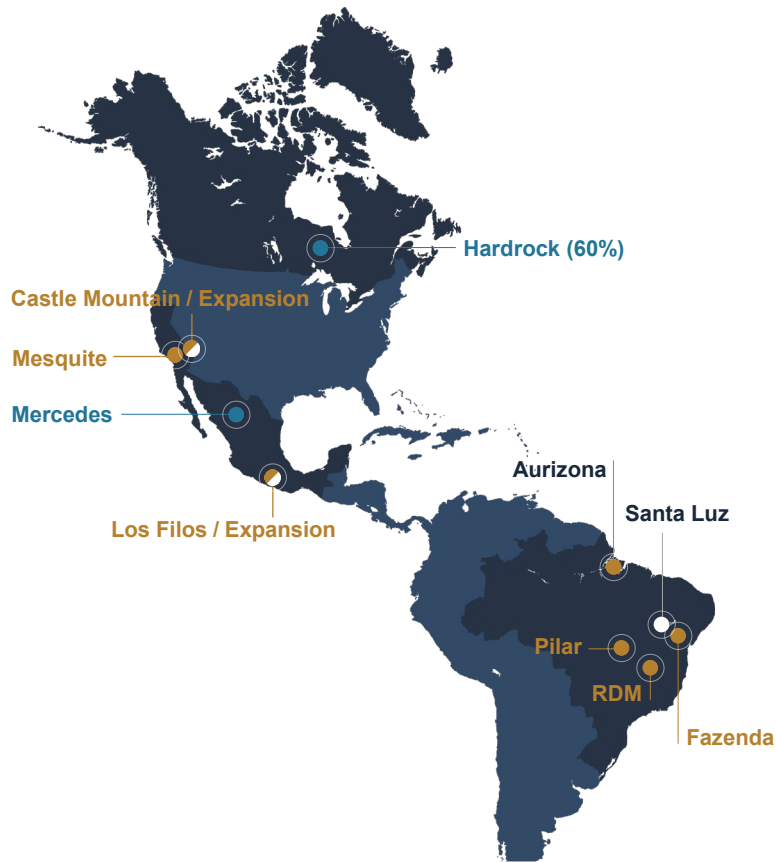 Hardrock (60%)
Castle Mountain / Expansion
Mesquite
Mercedes
Aurizona
Santa Luz
Los Filos / Expansion
Pilar
RDM
Fazenda